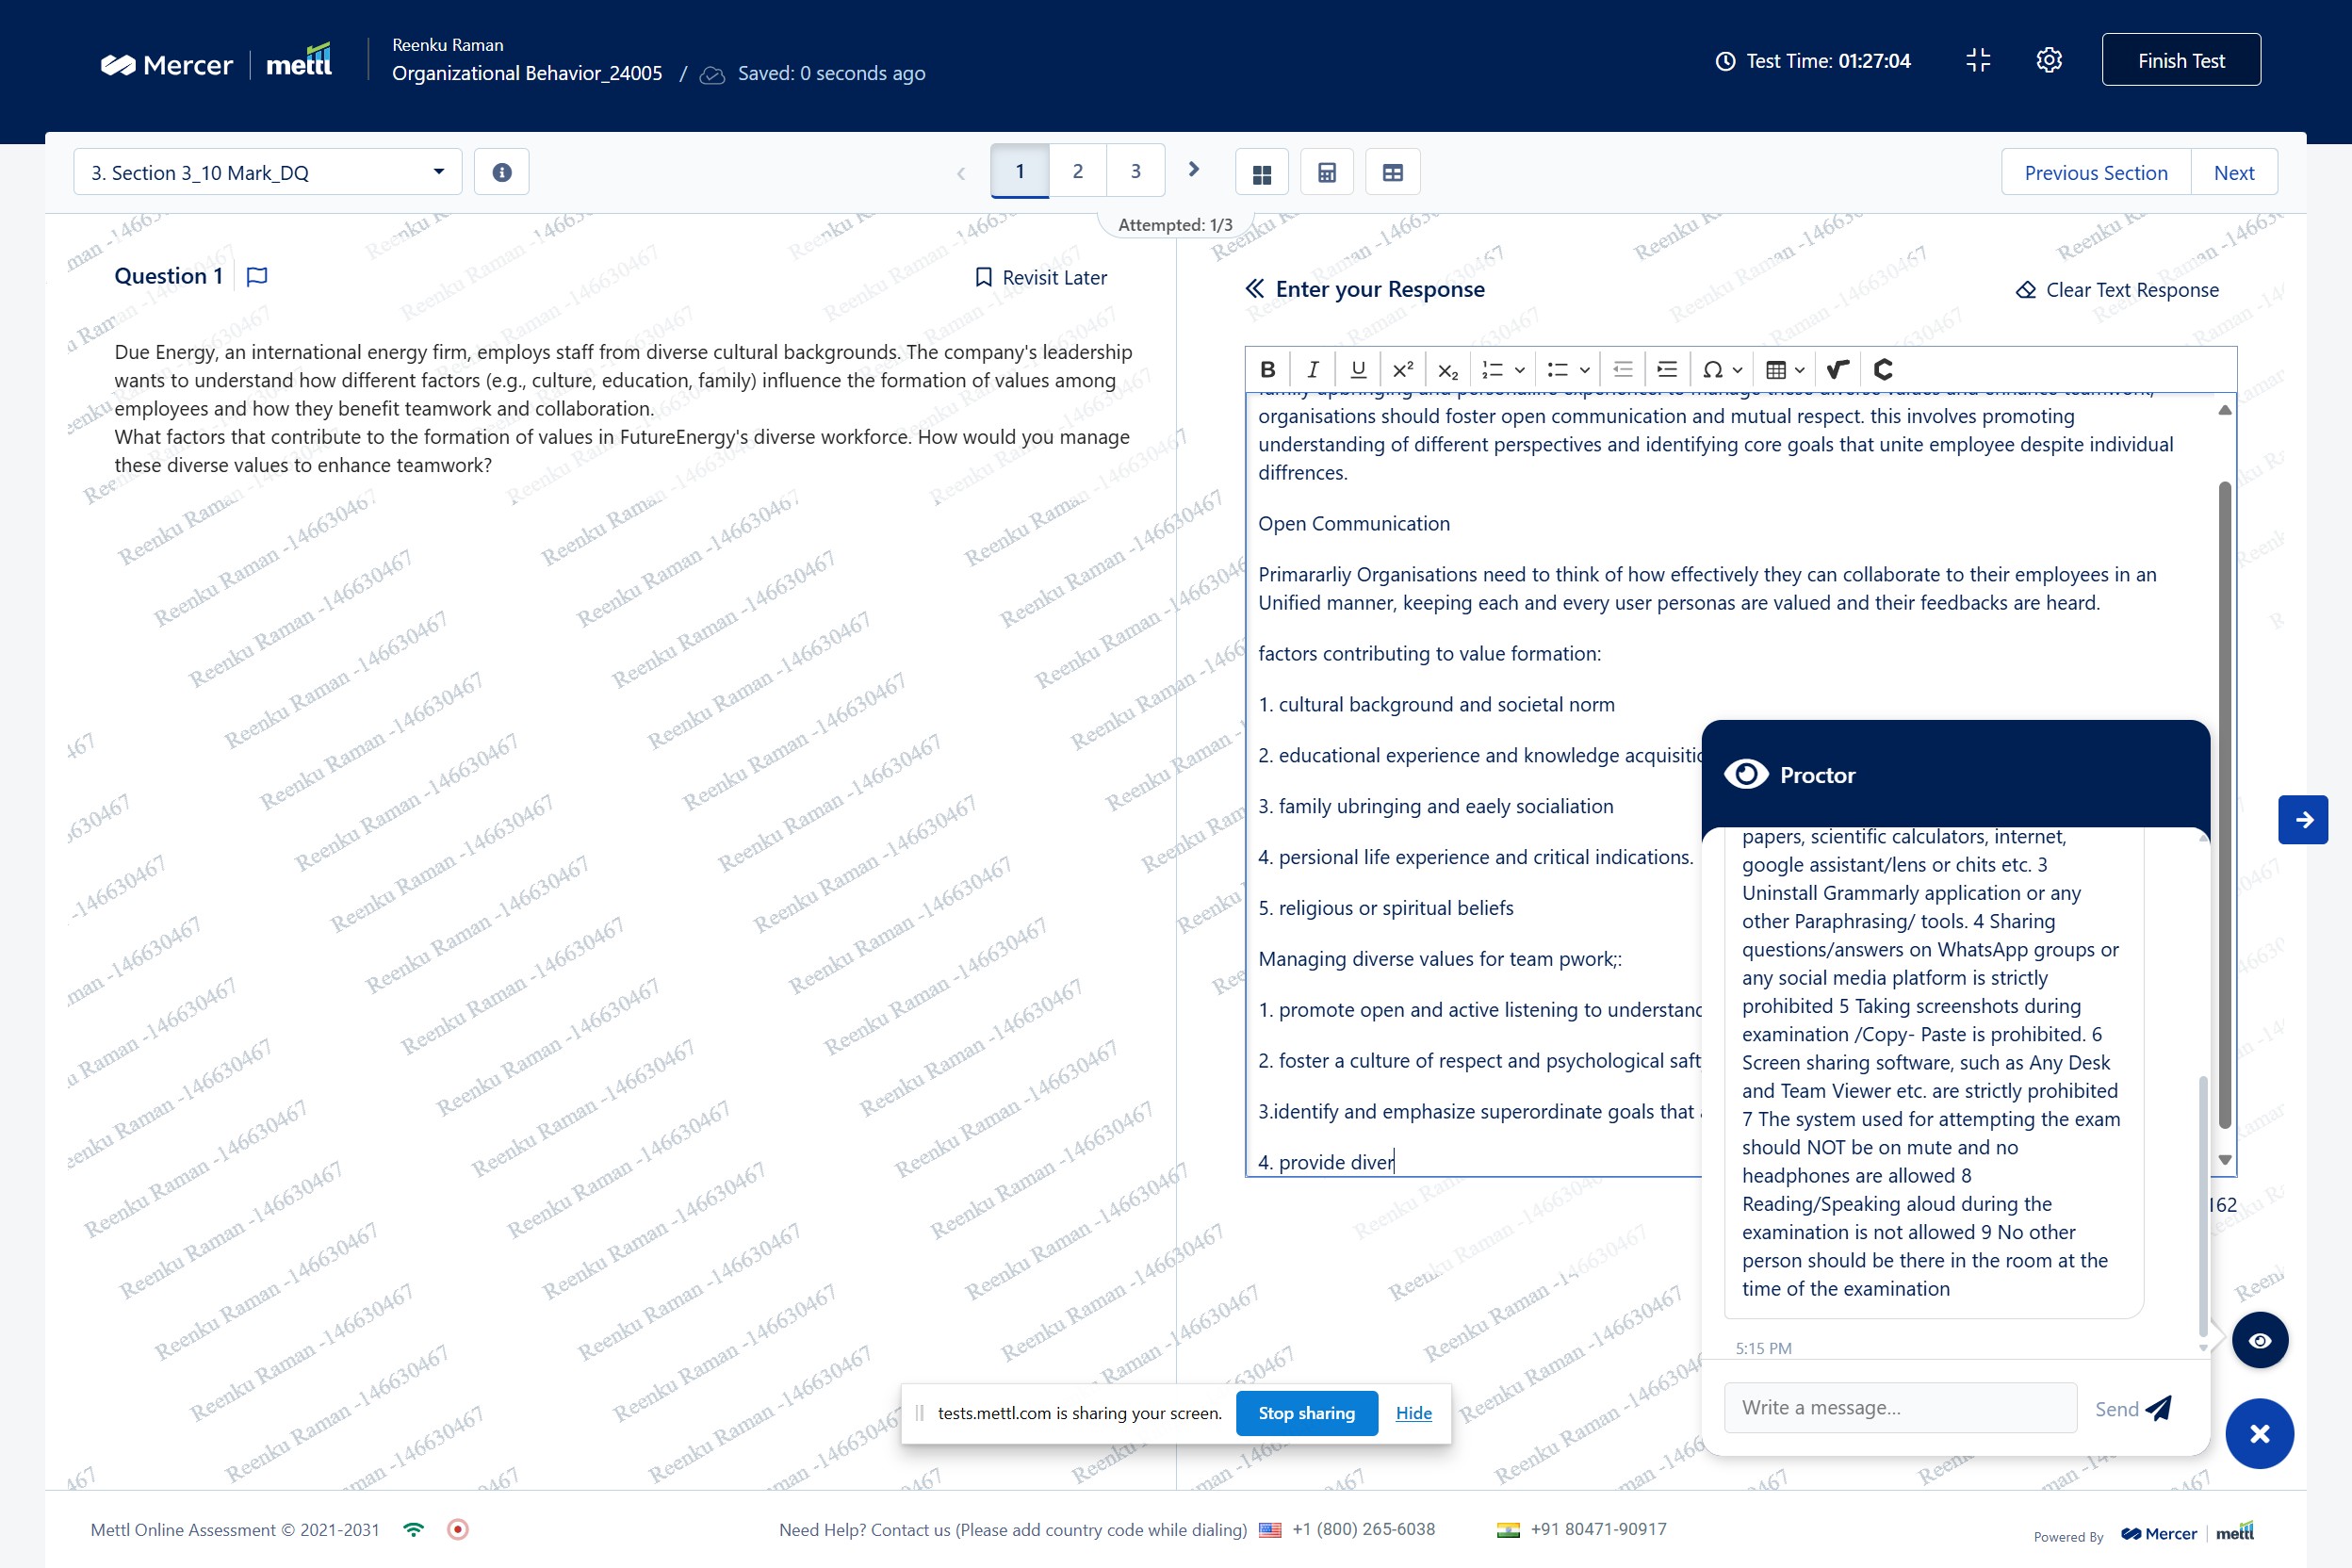 Mercer | mettl
Reenku Raman
Organizational Behavior_24005 / Saved: 0 seconds ago
Test Time: 01:27:04
Finish Test
3. Section 3_10 Mark_DQ
1 2 3
Previous Section
Next
Attempted: 1/3
Question 1
Revisit Later
Due Energy, an international energy firm, employs staff from diverse cultural backgrounds. The company's leadership
wants to understand how different factors (e.g., culture, education, family) influence the formation of values among
employees and how they benefit teamwork and collaboration.
What factors that contribute to the formation of values in FutureEnergy's diverse workforce. How would you manage
these diverse values to enhance teamwork?
Enter your Response
Clear Text Response
B I U x² x₂
organisations should foster open communication and mutual respect. this involves promoting
understanding of different perspectives and identifying core goals that unite employee despite individual
diffrences.
Open Communication
Primararliy Organisations need to think of how effectively they can collaborate to their employees in an
Unified manner, keeping each and every user personas are valued and their feedbacks are heard.
factors contributing to value formation:
1. cultural background and societal norm
2. educational experience and knowledge acquisitio
3. family ubringing and eaely socialiation
4. persional life experience and critical indications.
5. religious or spiritual beliefs
Managing diverse values for team pwork;:
1. promote open and active listening to understand
2. foster a culture of respect and psychological saft
3.identify and emphasize superordinate goals that
4. provide diver
162
Proctor
papers, scientific calculators, internet,
google assistant/lens or chits etc. 3
Uninstall Grammarly application or any
other Paraphrasing/ tools. 4 Sharing
questions/answers on WhatsApp groups or
any social media platform is strictly
prohibited 5 Taking screenshots during
examination /Copy- Paste is prohibited. 6
Screen sharing software, such as Any Desk
and Team Viewer etc. are strictly prohibited
7 The system used for attempting the exam
should NOT be on mute and no
headphones are allowed 8
Reading/Speaking aloud during the
examination is not allowed 9 No other
person should be there in the room at the
time of the examination
5:15 PM
Write a message...
Send
tests.mettl.com is sharing your screen.
Stop sharing
Hide
Reenku Raman -146630467
Mettl Online Assessment © 2021-2031
Need Help? Contact us (Please add country code while dialing) +1 (800) 265-6038 +91 80471-90917
Powered By Mercer | mettl